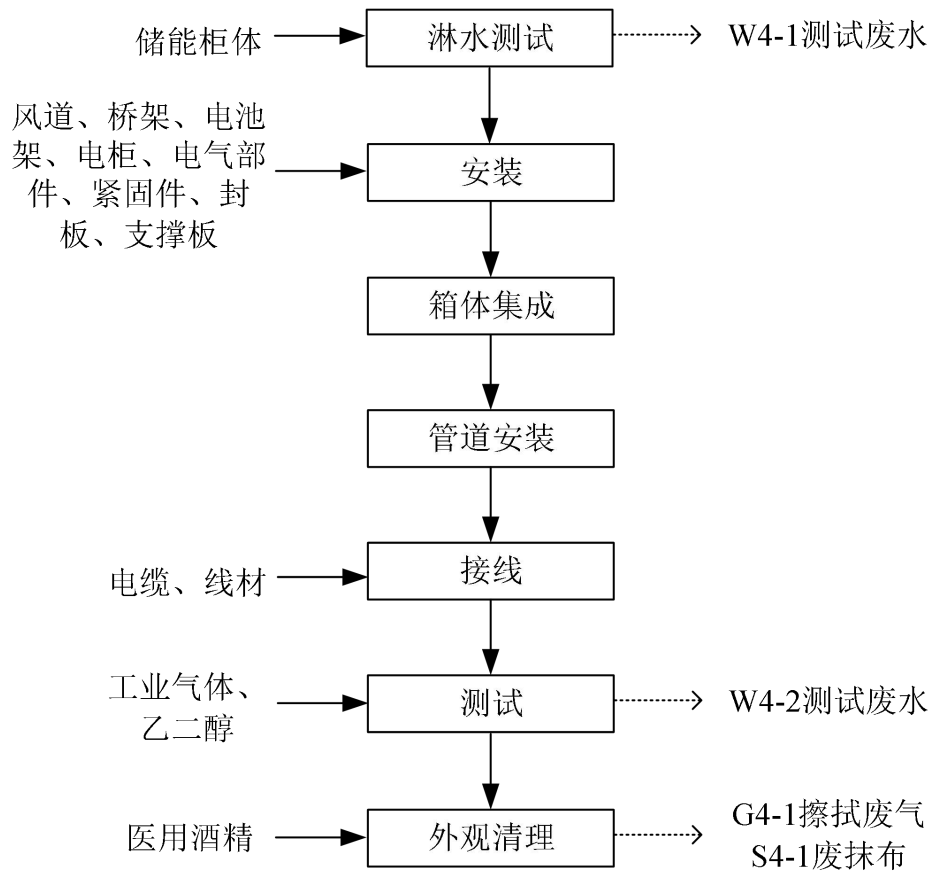 储能柜体
淋水测试
W4-1测试废水
风道、桥架、电池
架、电柜、电气部
件、紧固件、封
板、支撑板
安装
箱体集成
管道安装
电缆、线材
接线
工业气体、
乙二醇
测试
W4-2测试废水
医用酒精
外观清理
G4-1擦拭废气
S4-1废抹布